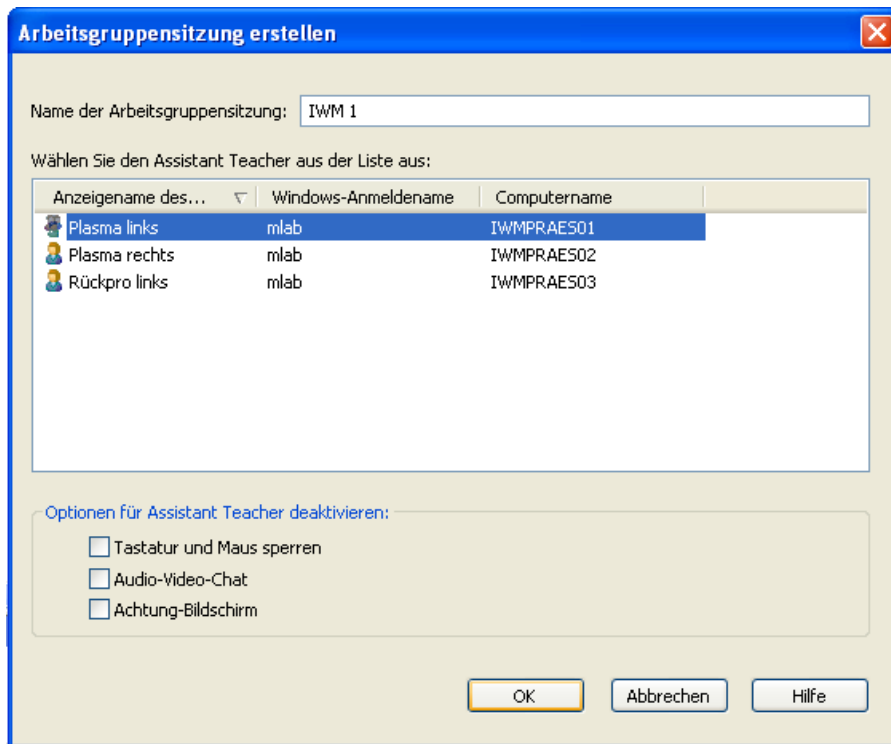 Arbeitsgruppensitzung erstellen
Name der Arbeitsgruppensitzung: IWM 1
Wählen Sie den Assistant Teacher aus der Liste aus:
Anzeigename des... Windows-Anmeldename Computername
Plasma links mlab IWMPRAES01
Plasma rechts mlab IWMPRAES02
Rückpro links mlab IWMPRAES03
Optionen für Assistant Teacher deaktivieren:
Tastatur und Maus sperren
Audio-Video-Chat
Achtung-Bildschirm
OK Abbrechen Hilfe